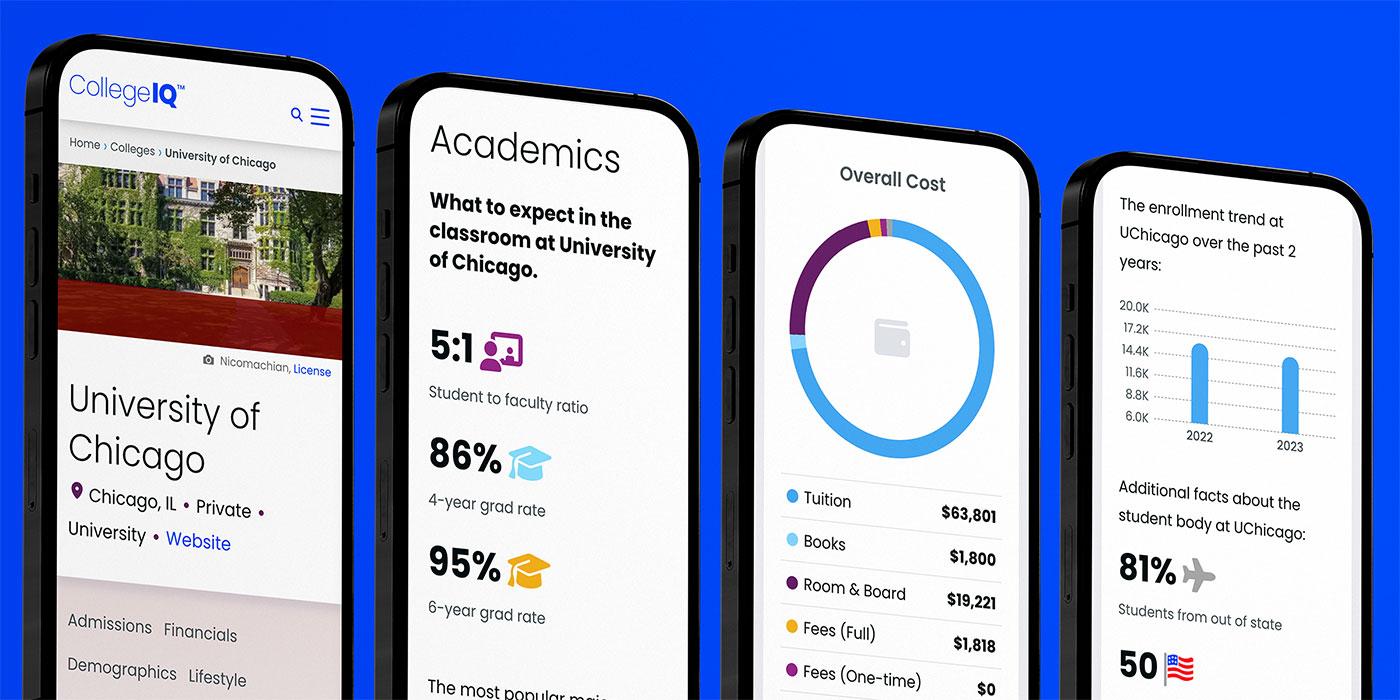 CollegeIQ™
Home › Colleges › University of Chicago
Nicomachian, License
University of
Chicago
Chicago, IL • Private •
University • Website
Admissions Financials
Demographics Lifestyle
Academics
What to expect in the
classroom at University
of Chicago.
5:1
Student to faculty ratio
86%
4-year grad rate
95%
6-year grad rate
The most popular
Overall Cost
Tuition $63,801
Books $1,800
Room & Board $19,221
Fees (Full) $1,818
Fees (One-time) $0
The enrollment trend at
UChicago over the past 2
years:
20.0K
17.2K
14.4K
11.6K
8.8K
6.0K
2022 2023
Additional facts about the
student body at UChicago:
81%
Students from out of state
50